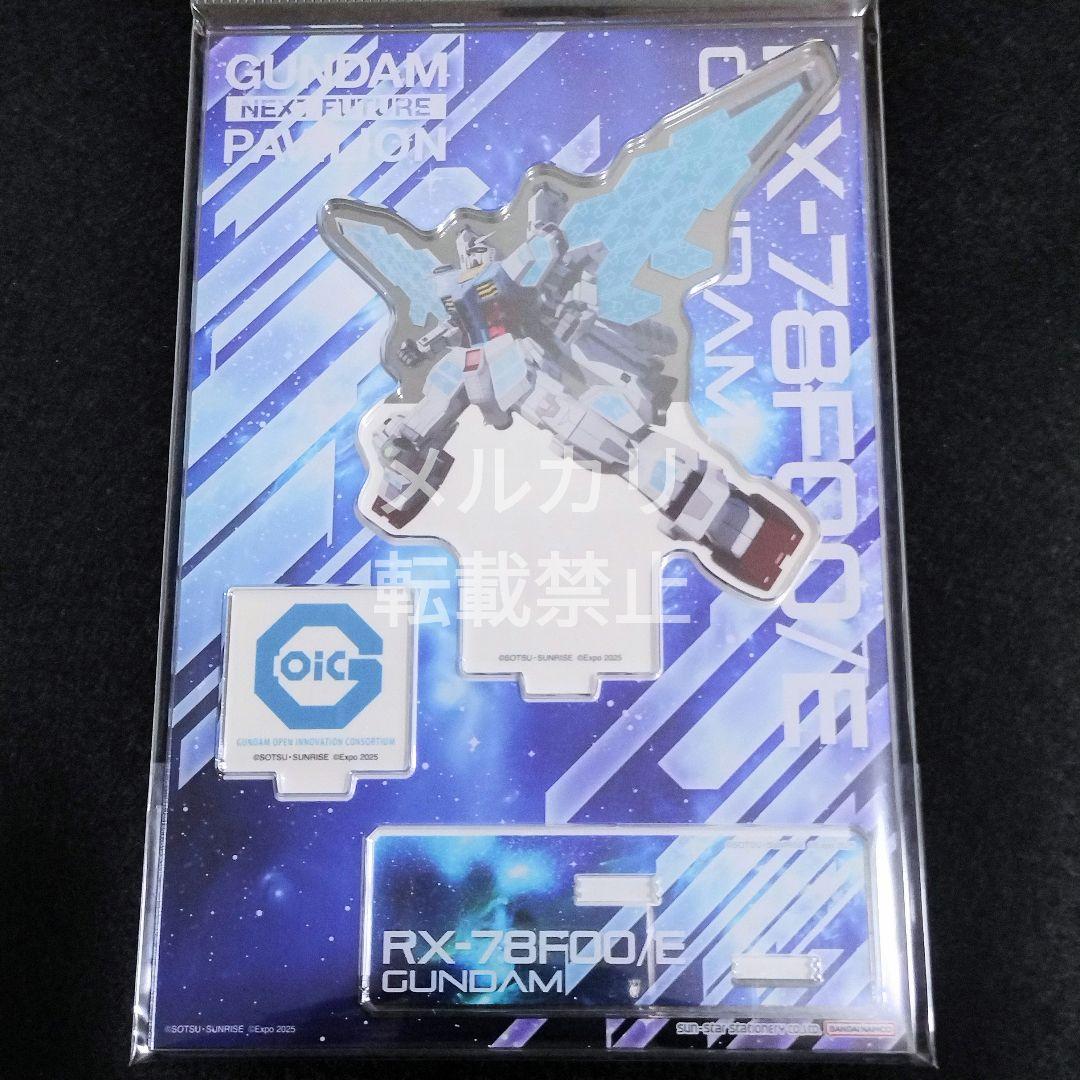 GUNDAM
NEXT FUTURE
PAVILION
RX-78F00/E
メルカリ
転載禁止
©SOTSU・SUNRISE ©Expo 2025
OiC
GUNDAM OPEN INNOVATION CONSORTIUM
©SOTSU・SUNRISE ©Expo 2025
RX-78F00/E
GUNDAM
©SOTSU・SUNRISE ©Expo 2025
sun-star stationery co.,ltd.
BANDAI NAMCO